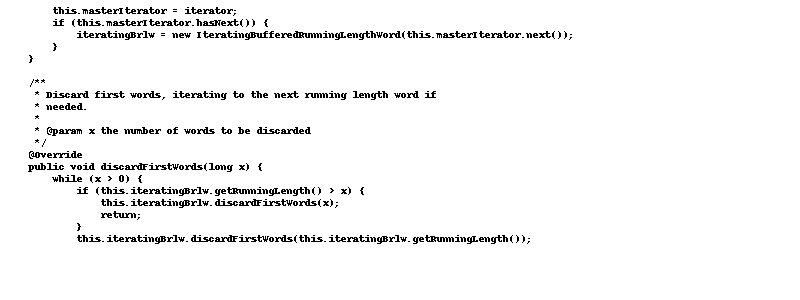 this.masterIterator = iterator;
if (this.masterIterator.hasNext()) {
iteratingBrlw = new IteratingBufferedRunningLengthWord(this.masterIterator.next());
}
}
/**
* Discard first words, iterating to the next running length word if
* needed.
*
* @param x the number of words to be discarded
*/
@Override
public void discardFirstWords(long x) {
while (x > 0) {
if (this.iteratingBrlw.getRunningLength() > x) {
this.iteratingBrlw.discardFirstWords(x);
return;
}
this.iteratingBrlw.discardFirstWords(this.iteratingBrlw.getRunningLength());